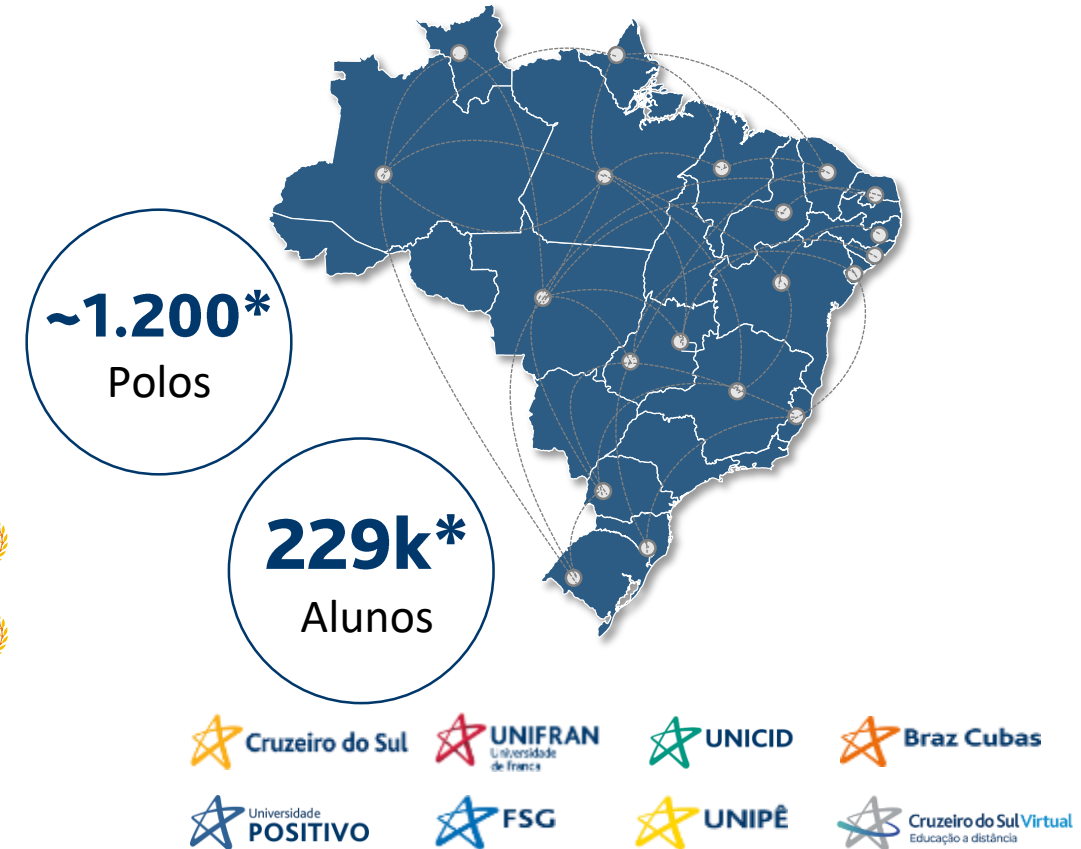 ~1.200*
Polos
229k*
Alunos
Cruzeiro do Sul
UNIFRAN
Universidade
de Franca
UNICID
Braz Cubas
Universidade
POSITIVO
FSG
UNIPÊ
Cruzeiro do Sul Virtual
Educação a distância